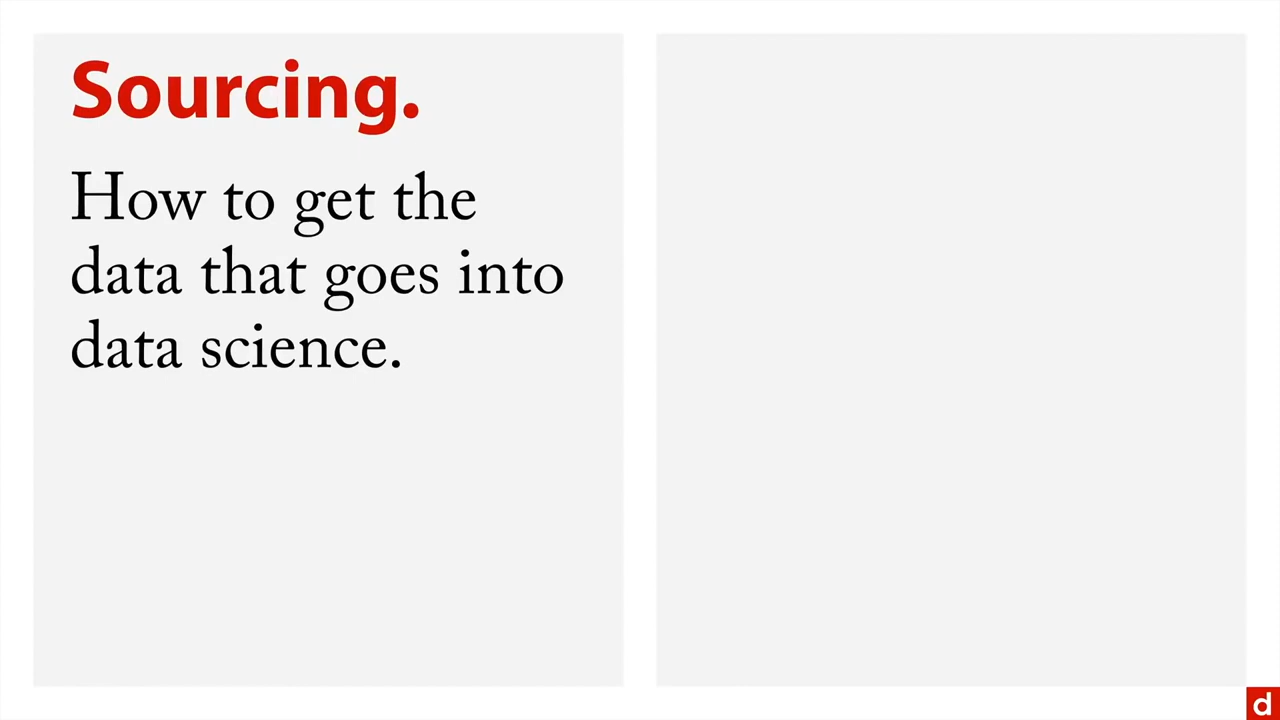 Sourcing.
How to get the
data that goes into
data science.
d